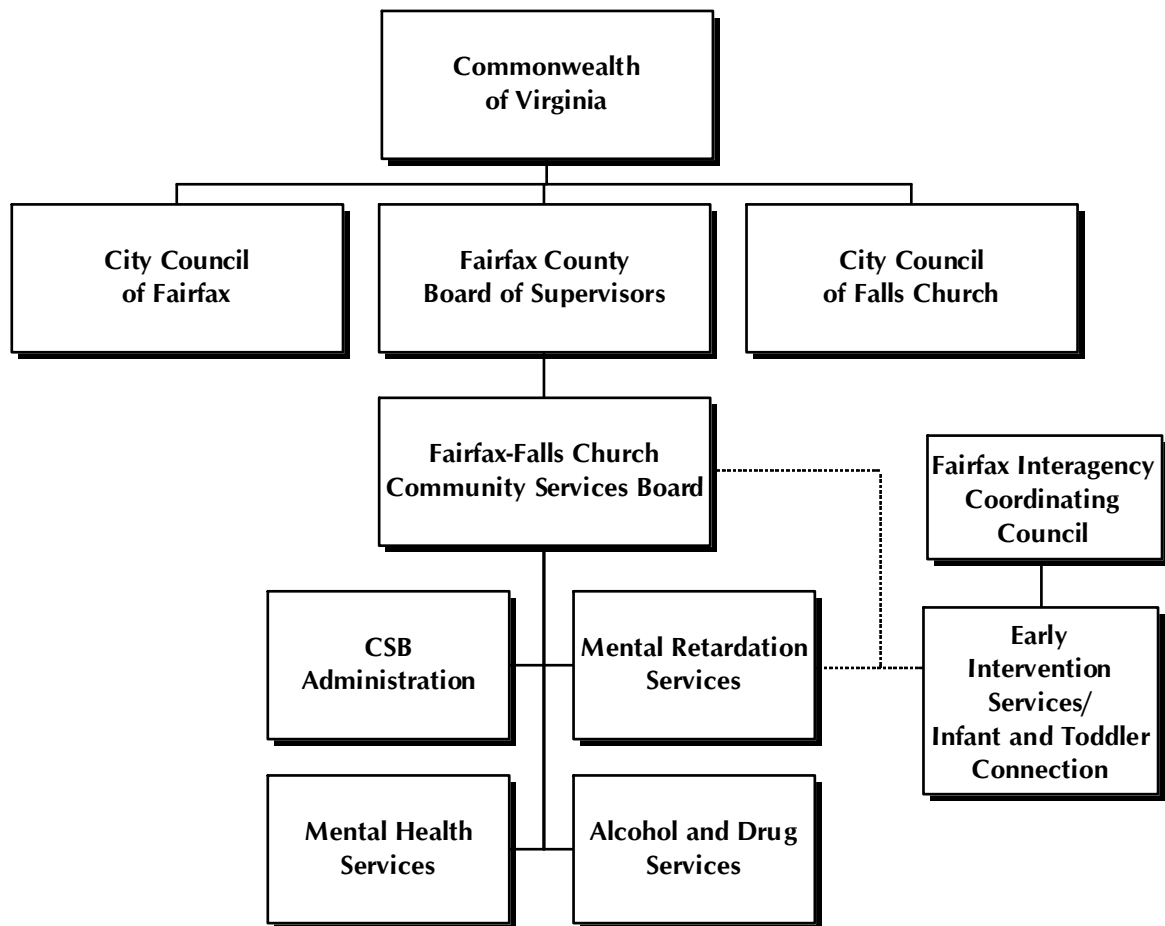 Commonwealth
of Virginia
City Council
of Fairfax
Fairfax County
Board of Supervisors
City Council
of Falls Church
Fairfax-Falls Church
Community Services Board
Fairfax Interagency
Coordinating
Council
CSB
Administration
Mental Retardation
Services
Early
Intervention
Services/
Infant and Toddler
Connection
Mental Health
Services
Alcohol and Drug
Services